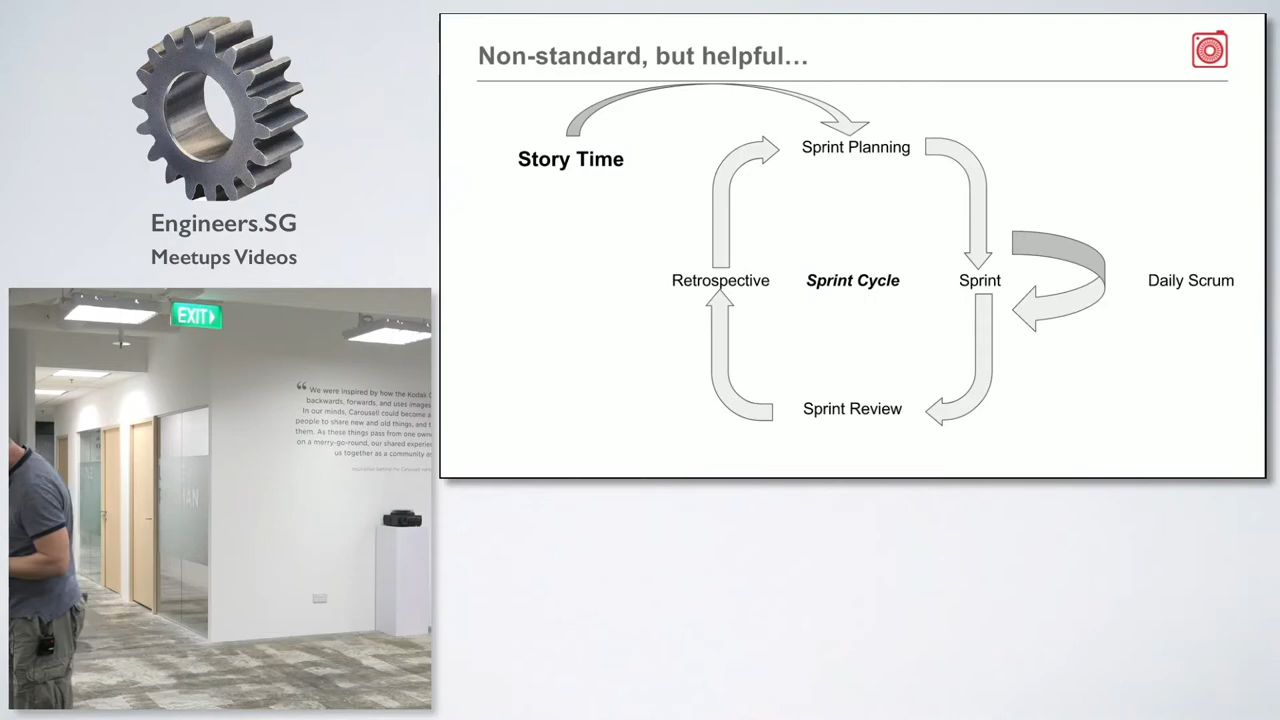 Engineers.SG
Meetups Videos
Non-standard, but helpful…
Story Time
Sprint Planning
Retrospective
Sprint Cycle
Sprint
Daily Scrum
Sprint Review
EXIT
We were inspired by how the Kodak
backwards, forwards, and uses images
In our minds, Carousell could become a
people to share new and old things, and
them. As these things pass from one own
on a merry-go-round, our shared experie
us together as a community as